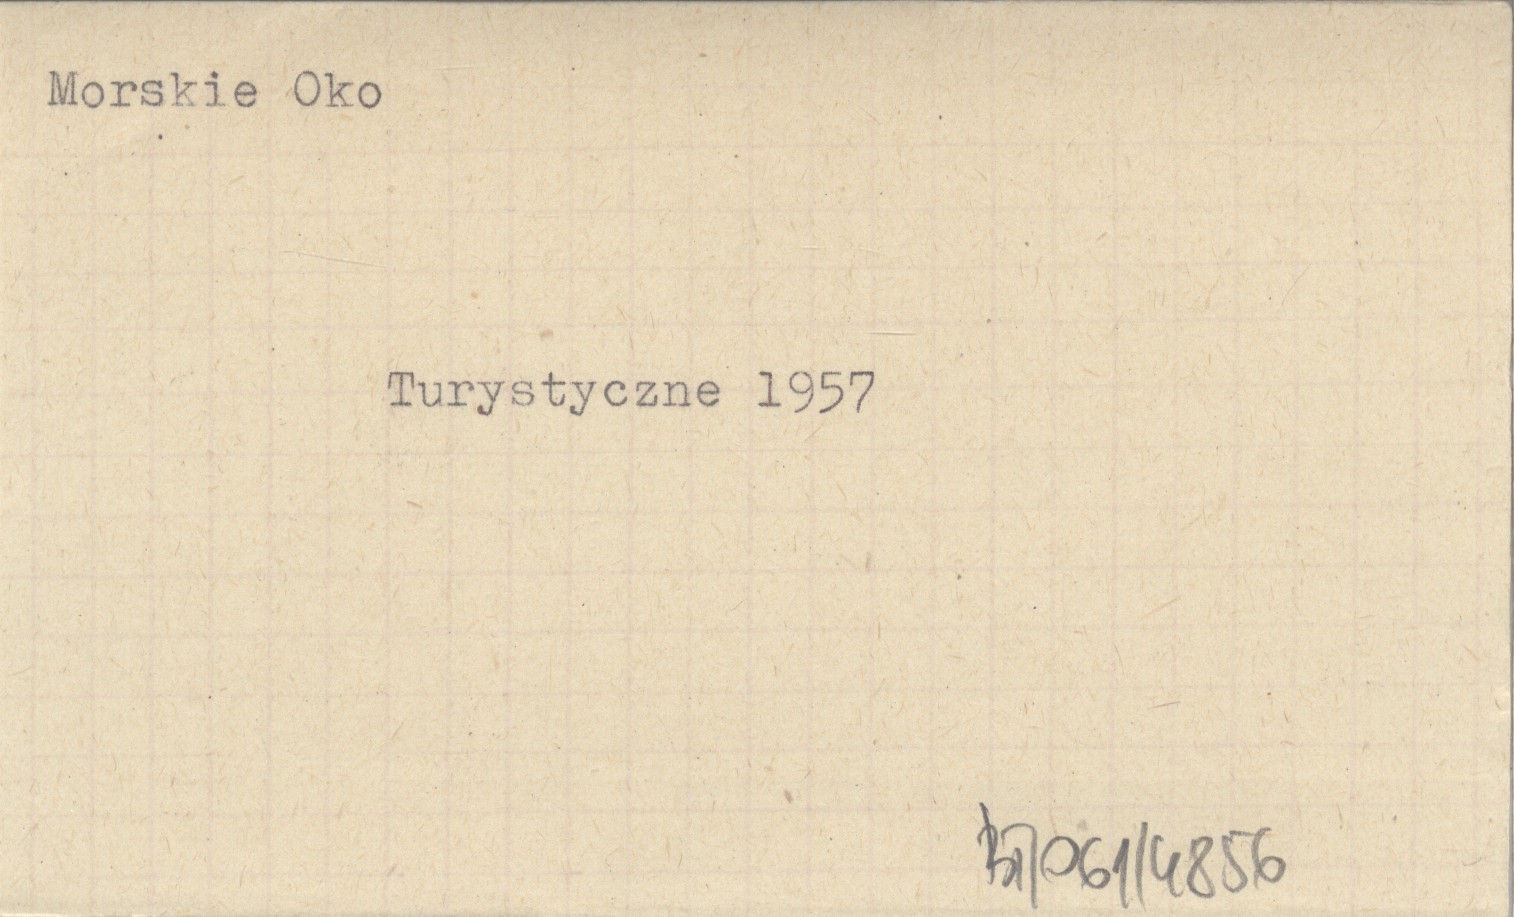 Morskie Oko
Turystyczne 1957
061/4856